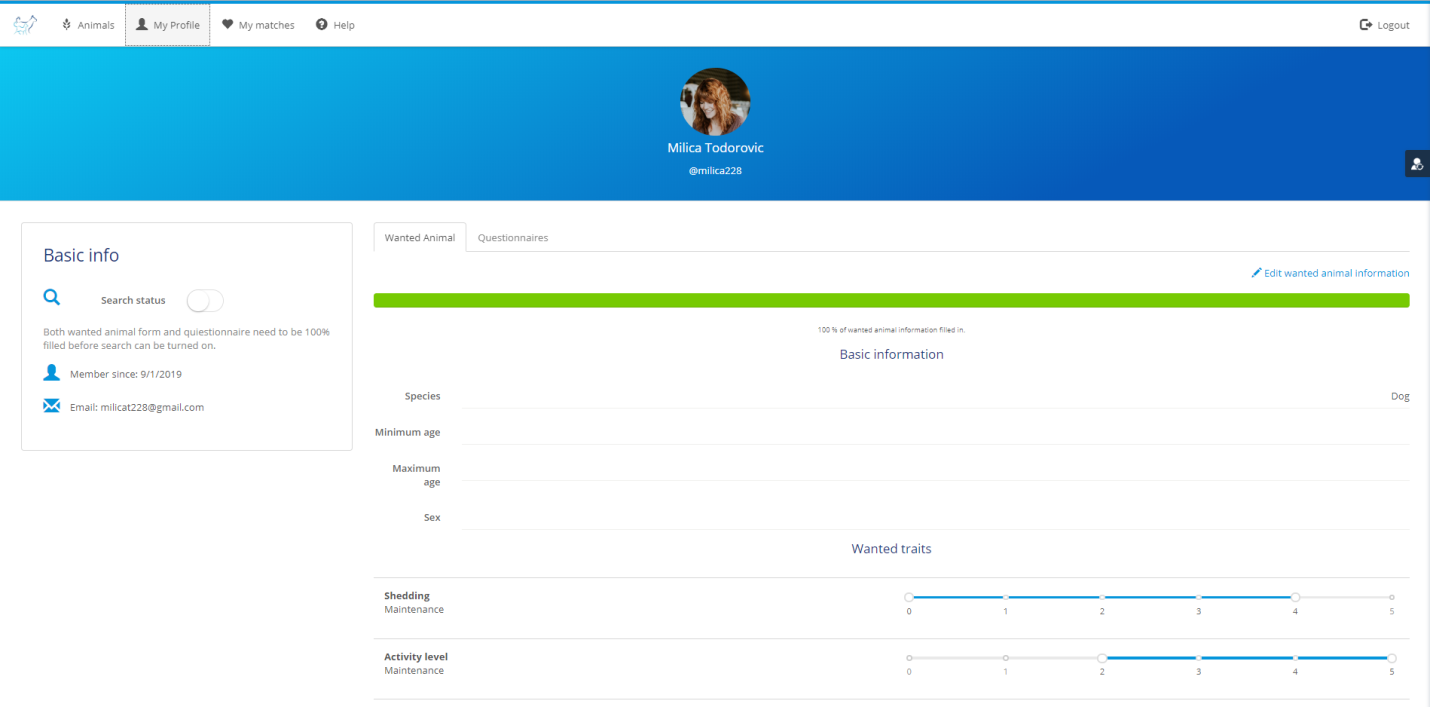 Animals
My Profile
My matches
Help
Logout
Milica Todorovic
@milica228
Basic info
Search status
Both wanted animal form and quiestionnaire need to be 100%
filled before search can be turned on.
Member since: 9/1/2019
Email: milicat228@gmail.com
Wanted Animal
Questionnaires
Edit wanted animal information
100 % of wanted animal information filled in.
Basic information
Species
Dog
Minimum age
Maximum
age
Sex
Wanted traits
Shedding
Maintenance
0 1 2 3 4 5
Activity level
Maintenance
0 1 2 3 4 5